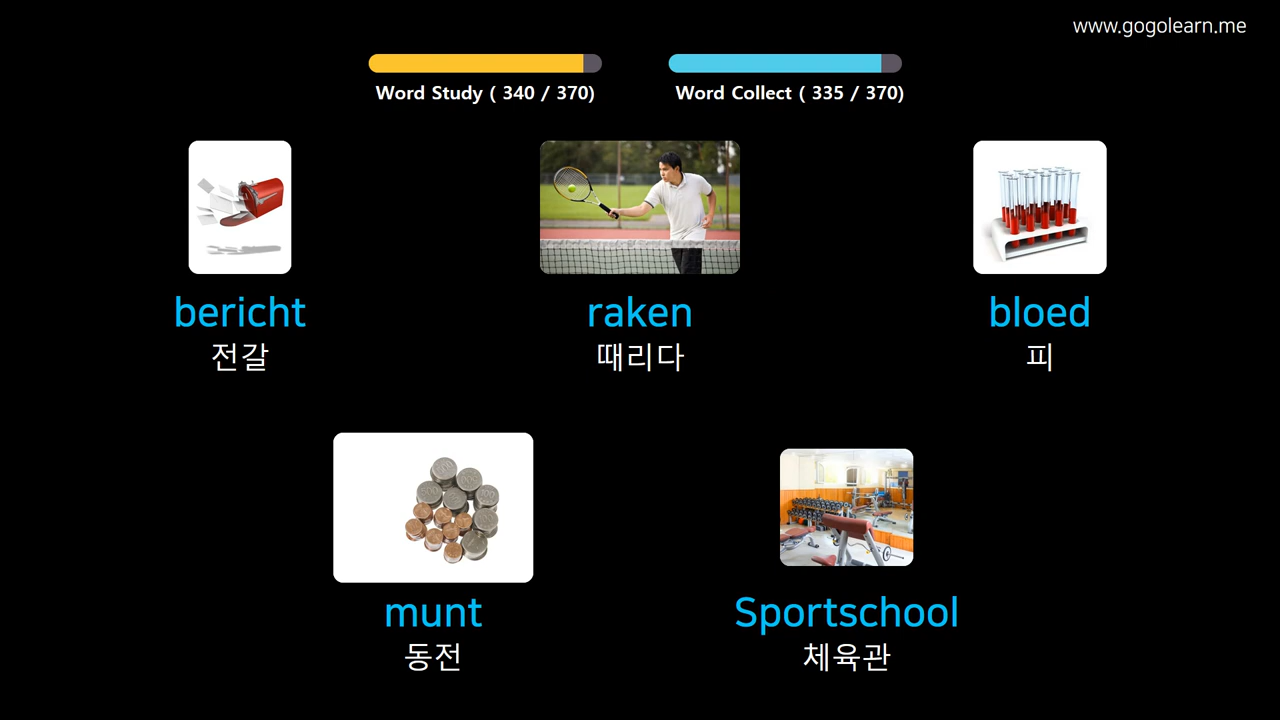 www.gogolearn.me
Word Study ( 340 / 370)
Word Collect ( 335 / 370)
bericht
전갈
raken
때리다
bloed
피
munt
동전
Sportschool
체육관